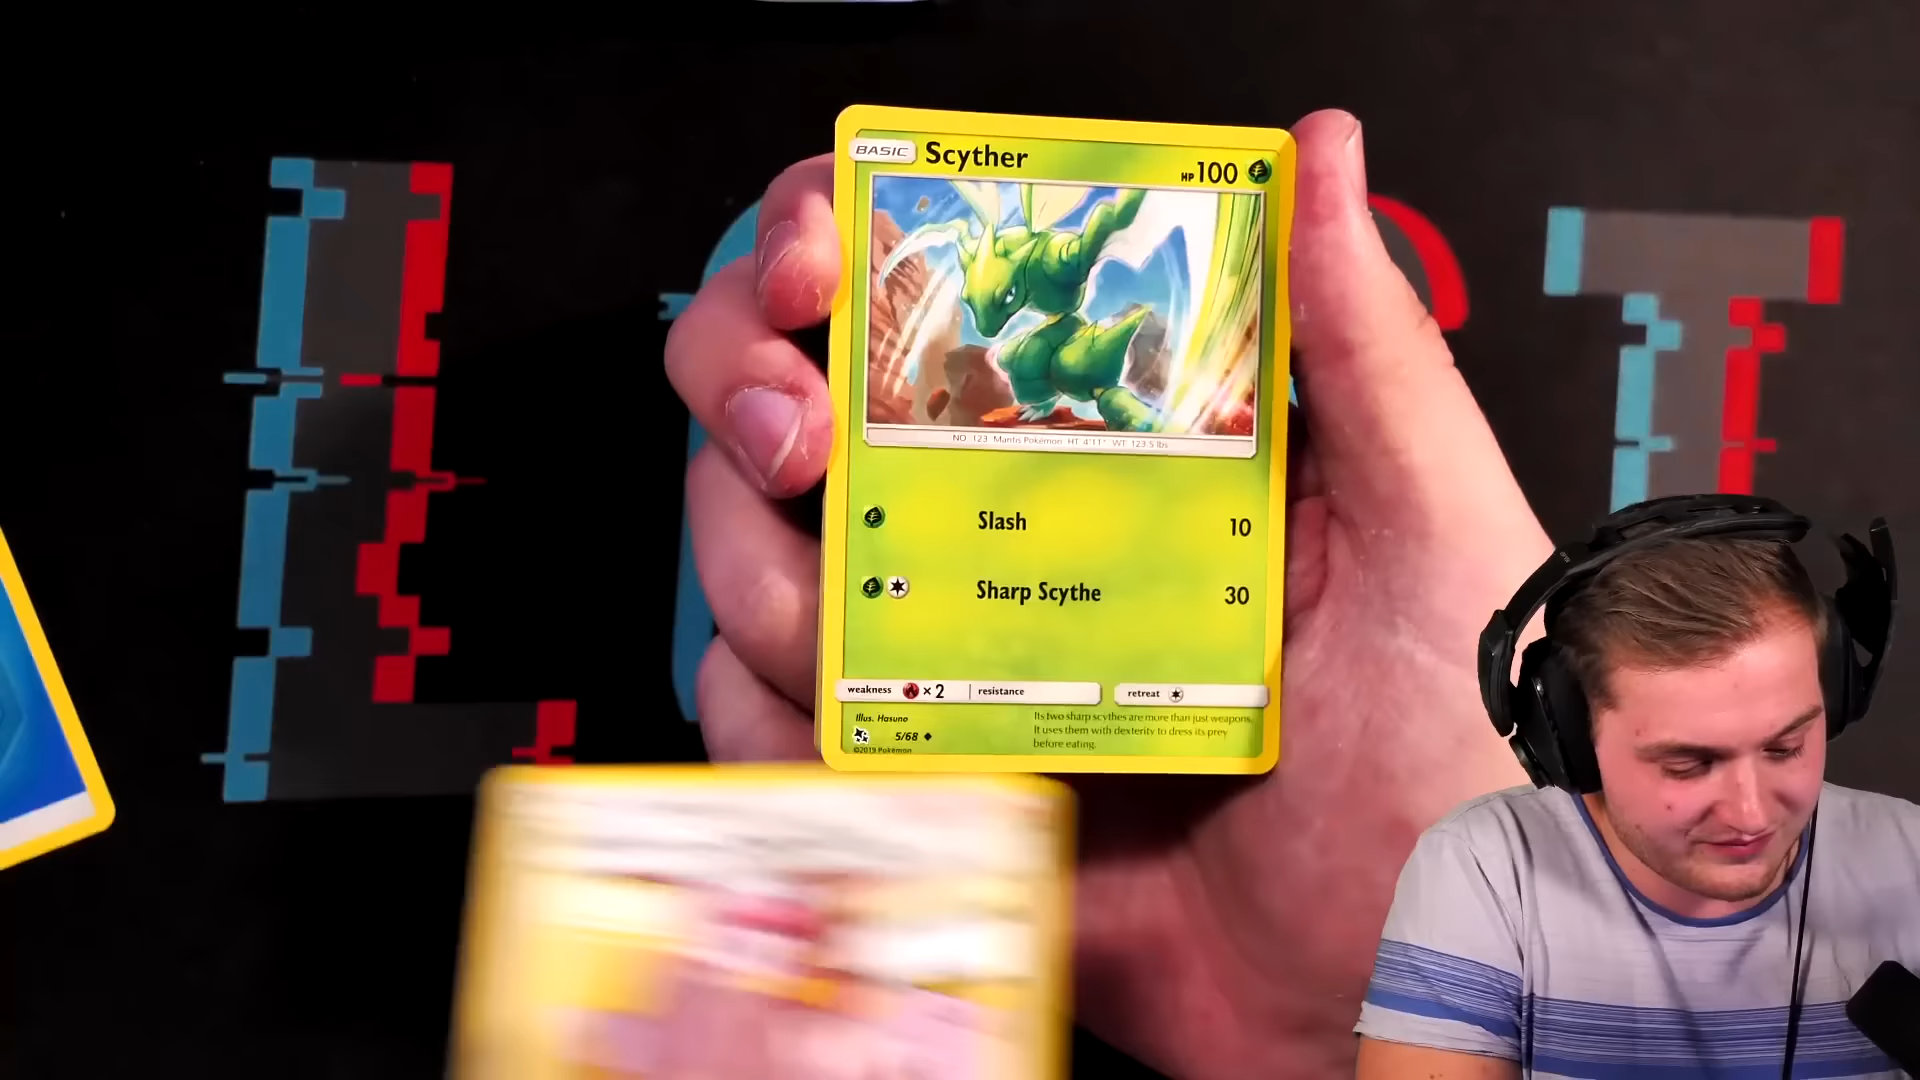 BASIC Scyther HP100
NO. 123 Mantis Pokémon HT 4'11" WT 123.5 lbs
Slash 10
Sharp Scythe 30
weakness ×2 resistance retreat
Illus. Hasuno
5/68
©2019 Pokémon
Its two sharp scythes are more than just weapons.
It uses them with dexterity to dress its prey
before eating.